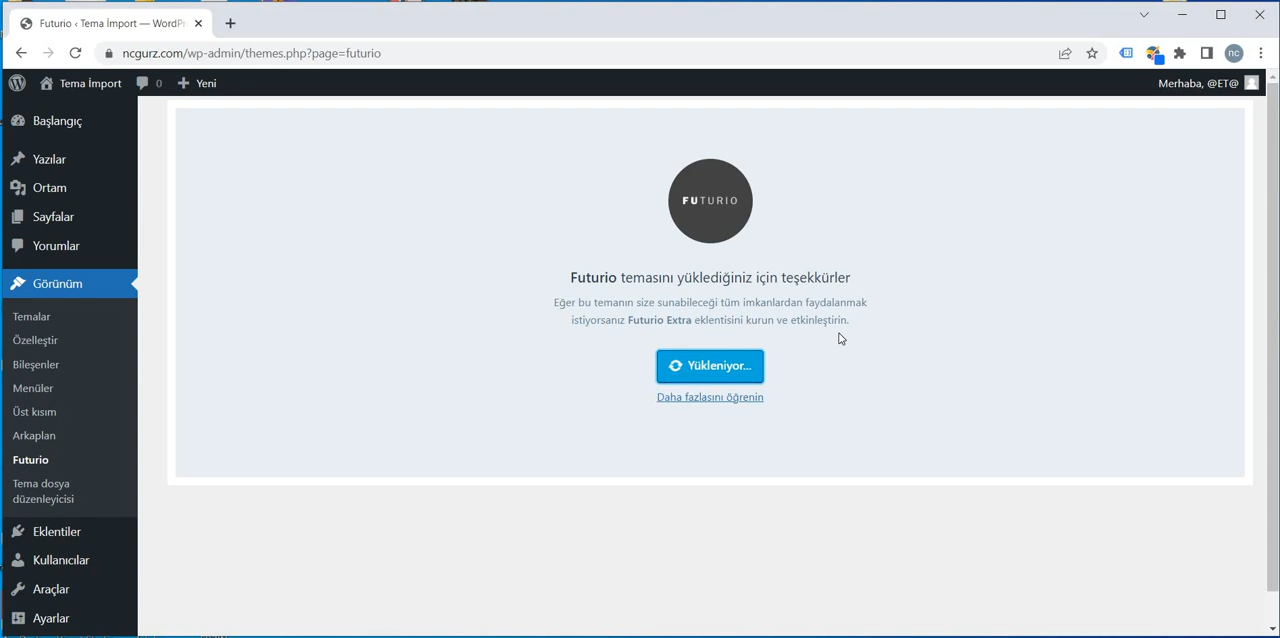 Futurio ‹ Tema İmport — WordPr
ncgurz.com/wp-admin/themes.php?page=futurio
nc
Tema İmport
0
Yeni
Merhaba, @ET@
Başlangıç
Yazılar
Ortam
Sayfalar
Yorumlar
Görünüm
Temalar
Özelleştir
Bileşenler
Menüler
Üst kısım
Arkaplan
Futurio
Tema dosya
düzenleyicisi
Eklentiler
Kullanıcılar
Araçlar
Ayarlar
FUTURIO
Futurio temasını yüklediğiniz için teşekkürler
Eğer bu temanın size sunabileceği tüm imkanlardan faydalanmak
istiyorsanız Futurio Extra eklentisini kurun ve etkinleştirin.
Yükleniyor...
Daha fazlasını öğrenin